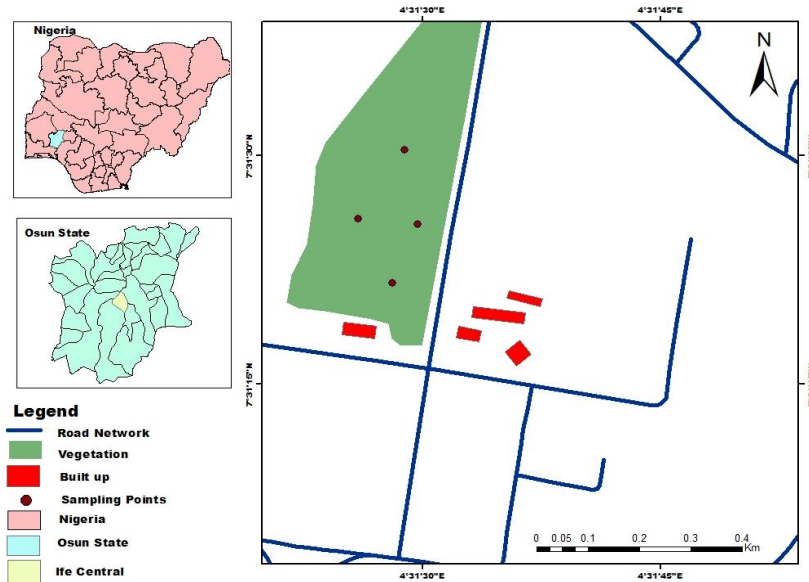 Nigeria
Osun State
Legend
Road Network
Vegetation
Built up
Sampling Points
Nigeria
Osun State
Ife Central
4°31'30"E 4°31'45"E
N
7°31'30"N
7°31'15"N
0 0.05 0.1 0.2 0.3 0.4
Km
4°31'30"E 4°31'45"E